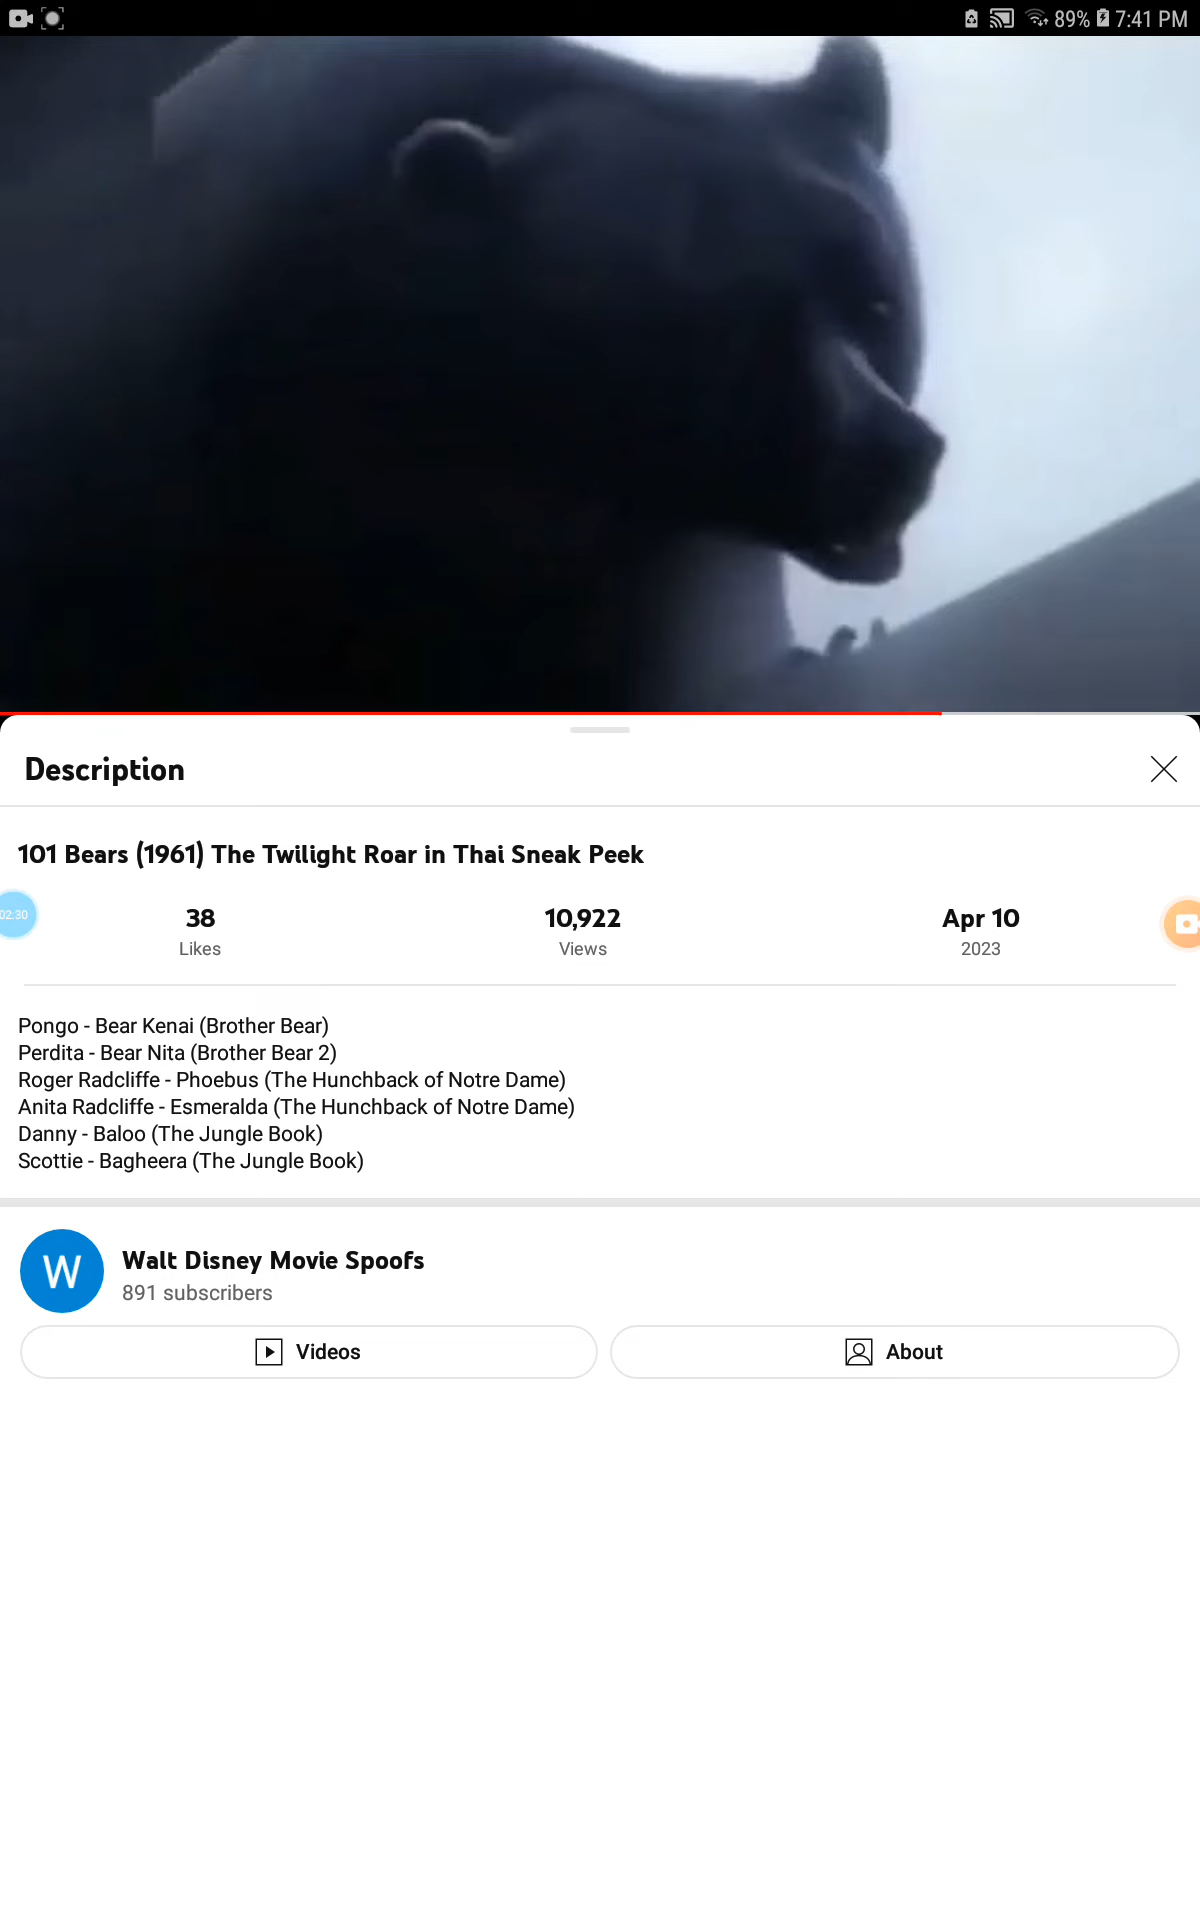 89% 7:41 PM
Description
101 Bears (1961) The Twilight Roar in Thai Sneak Peek
02:30
38
10,922
Apr 10
Likes
Views
2023
Pongo - Bear Kenai (Brother Bear)
Perdita - Bear Nita (Brother Bear 2)
Roger Radcliffe - Phoebus (The Hunchback of Notre Dame)
Anita Radcliffe - Esmeralda (The Hunchback of Notre Dame)
Danny - Baloo (The Jungle Book)
Scottie - Bagheera (The Jungle Book)
W
Walt Disney Movie Spoofs
891 subscribers
Videos
About